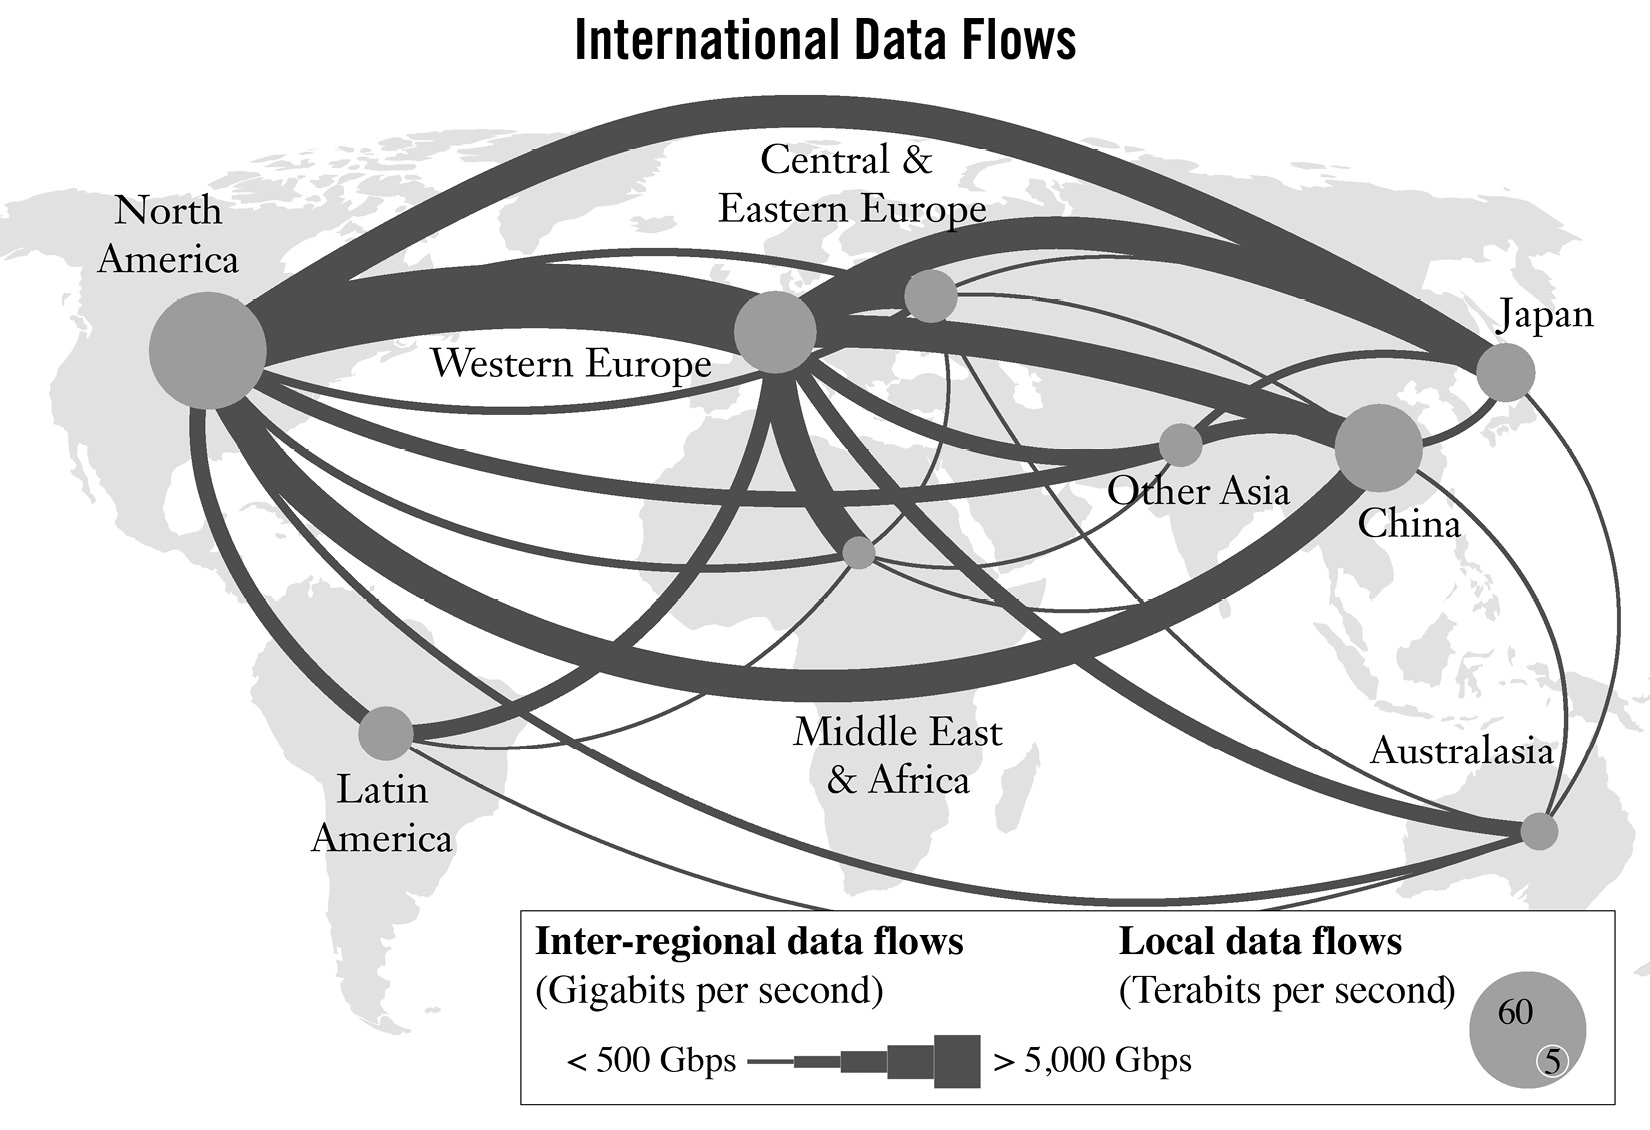 International Data Flows
Central &
Eastern Europe
North
America
Japan
Western Europe
Other Asia
China
Middle East
& Africa
Australasia
Latin
America
Inter-regional data flows
(Gigabits per second)
< 500 Gbps
> 5,000 Gbps
Local data flows
(Terabits per second)
60
5